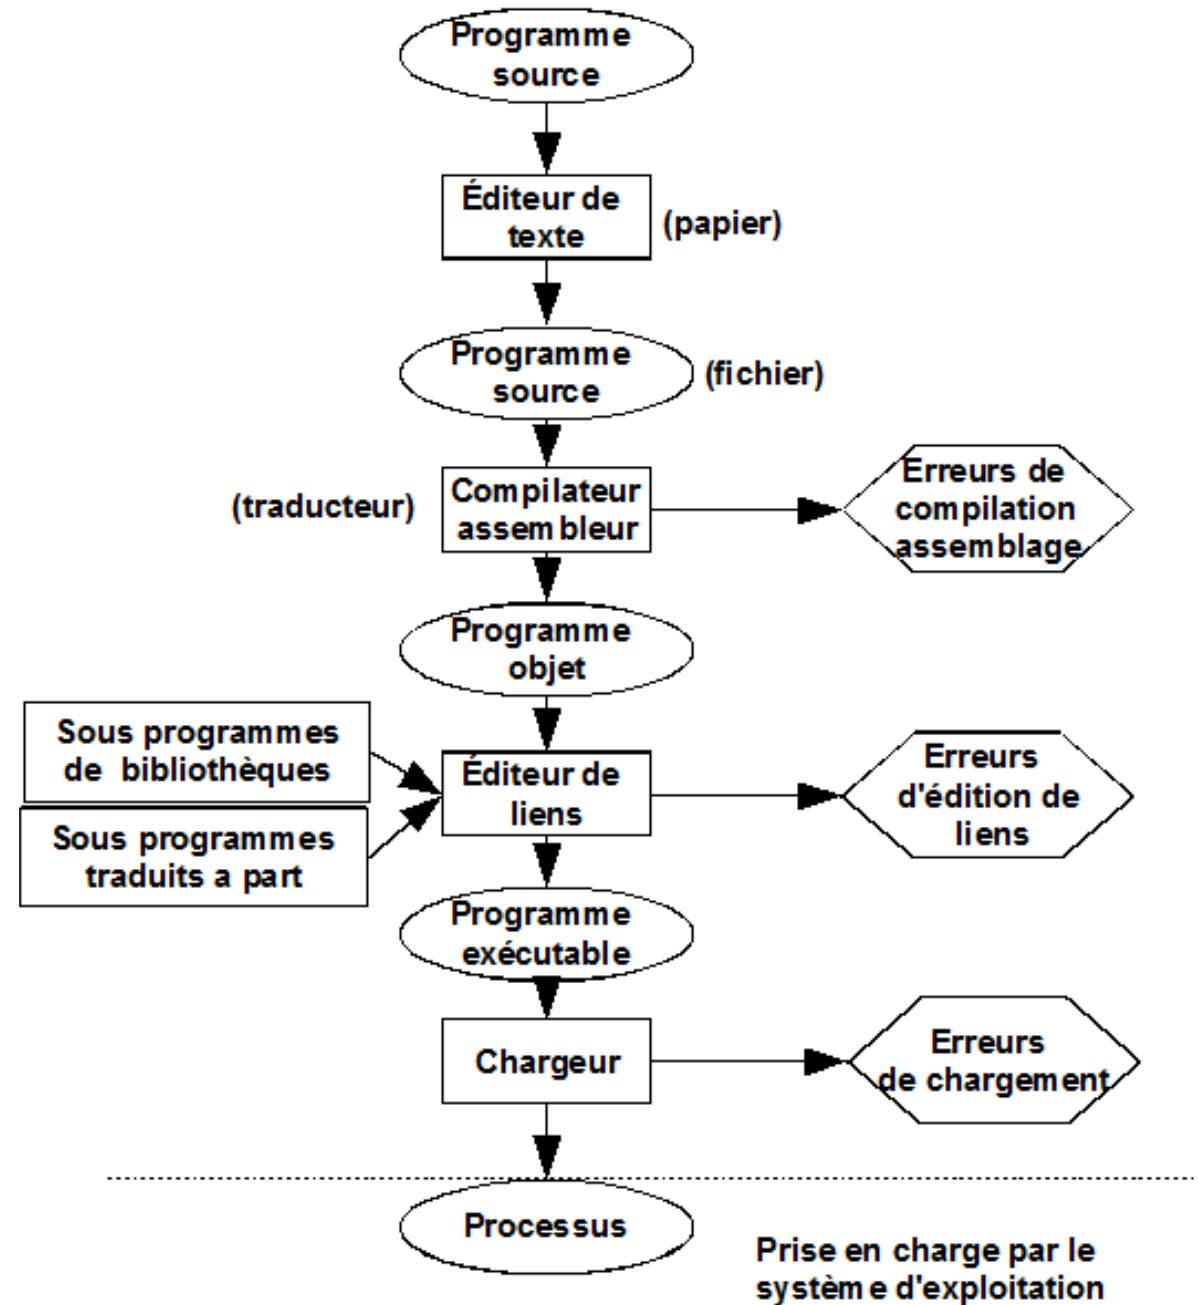 Programme
source
Éditeur de
texte
(papier)
Programme
source
(fichier)
(traducteur)
Compilateur
assembleur
Erreurs de
compilation
assemblage
Programme
objet
Sous programmes
de bibliothèques
Sous programmes
traduits a part
Éditeur de
liens
Erreurs
d'édition de
liens
Programme
exécutable
Chargeur
Erreurs
de chargement
Processus
Prise en charge par le
système d'exploitation